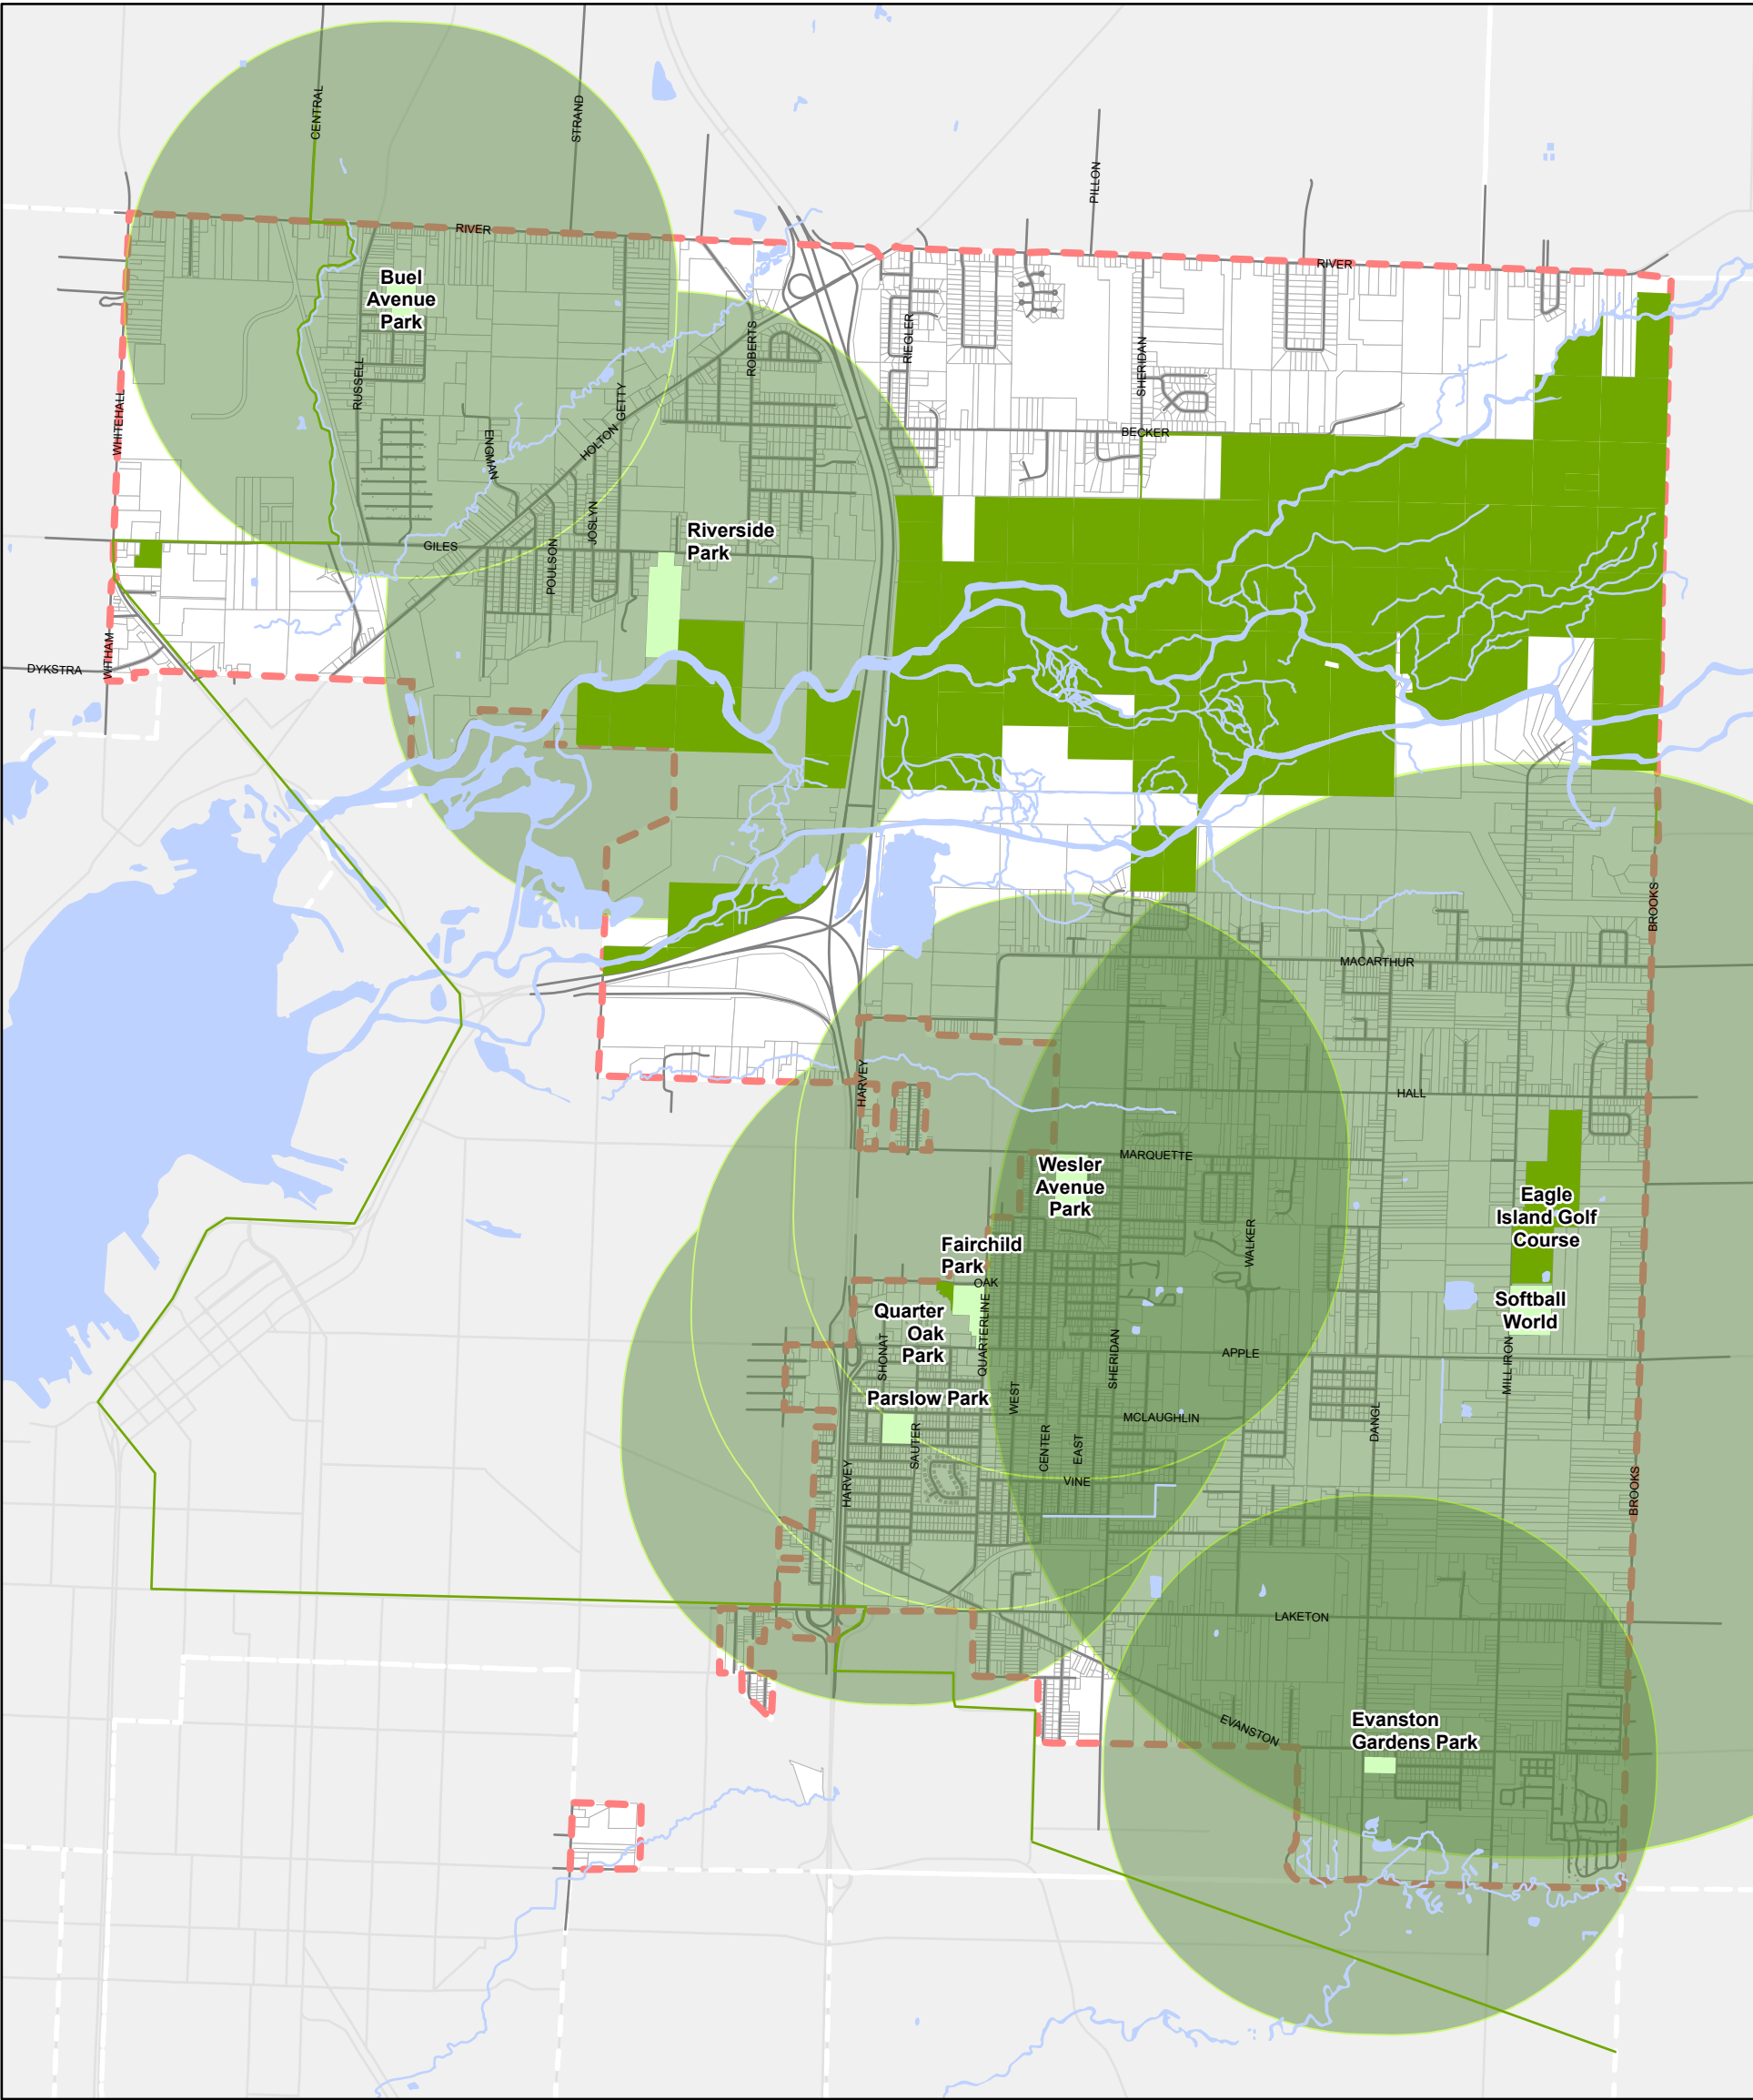 CENTRAL
STRAND
PILLON
RIVER
RIVER
Buel
Avenue
Park
WHITEHALL
RUSSELL
ENGMAN
HOLTON
GETTY
ROBERTS
RIEGLER
SHERIDAN
BECKER
GILES
POULSON
JOSLYN
Riverside
Park
DYKSTRA
WITHAM
BROOKS
MACARTHUR
HARVEY
HALL
MARQUETTE
Wesler
Avenue
Park
WALKER
Eagle
Island Golf
Course
Fairchild
Park
OAK
Quarter
Oak
Park
SHONAT
QUARTERLINE
SHERIDAN
APPLE
Softball
World
MILL IRON
Parslow Park
WEST
MCLAUGHLIN
DANGL
SAUTER
CENTER
EAST
VINE
HARVEY
BROOKS
LAKETON
EVANSTON
Evanston
Gardens Park